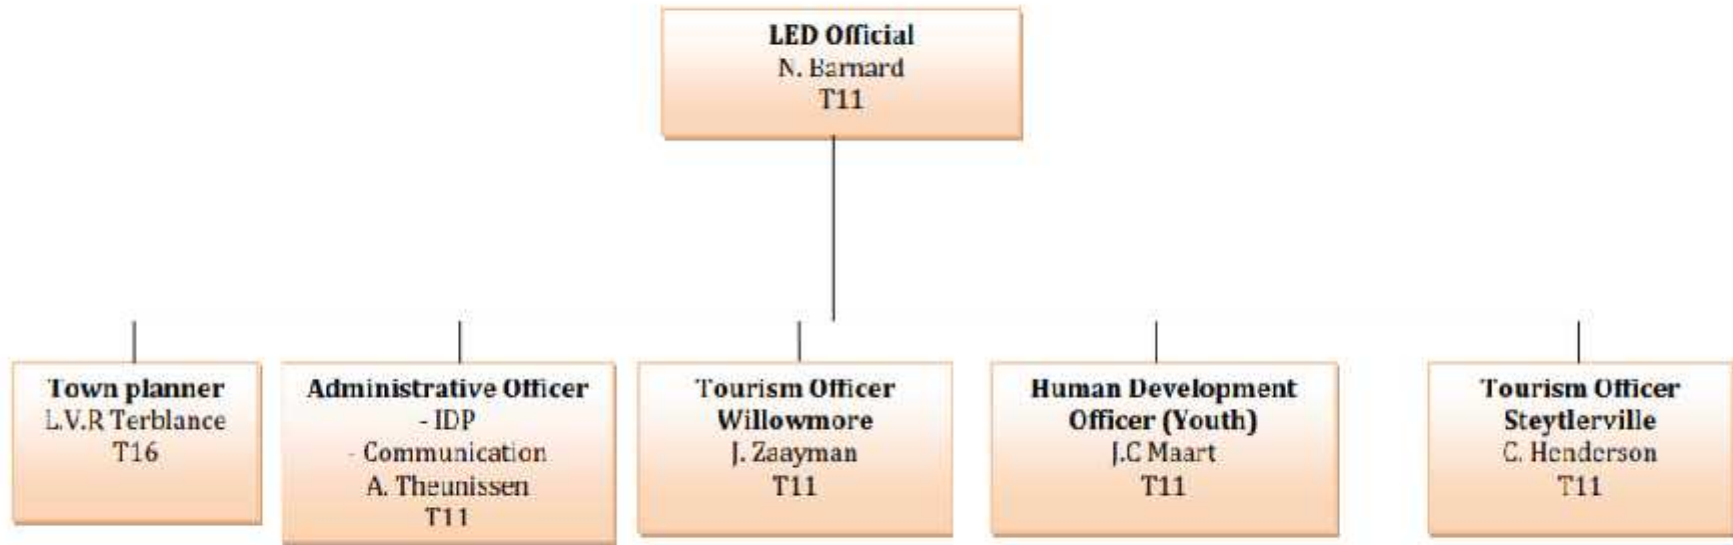 LED Official
N. Barnard
T11
Town planner
L.V.R Terblance
T16
Administrative Officer
- IDP
- Communication
A. Theunissen
T11
Tourism Officer
Willowmore
J. Zaayman
T11
Human Development
Officer (Youth)
J.C Maart
T11
Tourism Officer
Steytlerville
C. Henderson
T11